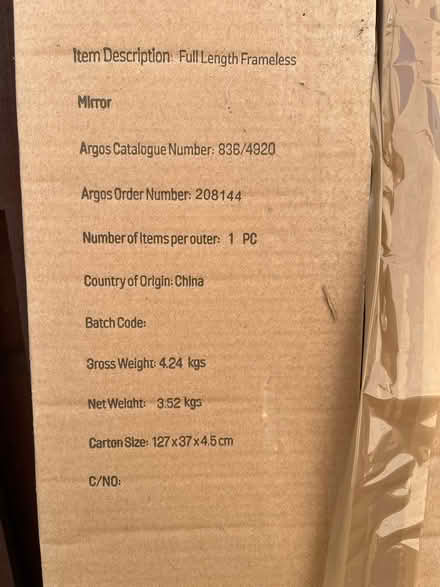 Item Description: Full Length Frameless
Mirror
Argos Catalogue Number: 836/4920
Argos Order Number: 208144
Number of Items per outer: 1 PC
Country of Origin: China
Batch Code:
Gross Weight: 4.24 kgs
Net Weight: 3.52 kgs
Carton Size: 127 x 37 x 4.5 cm
C/NO: